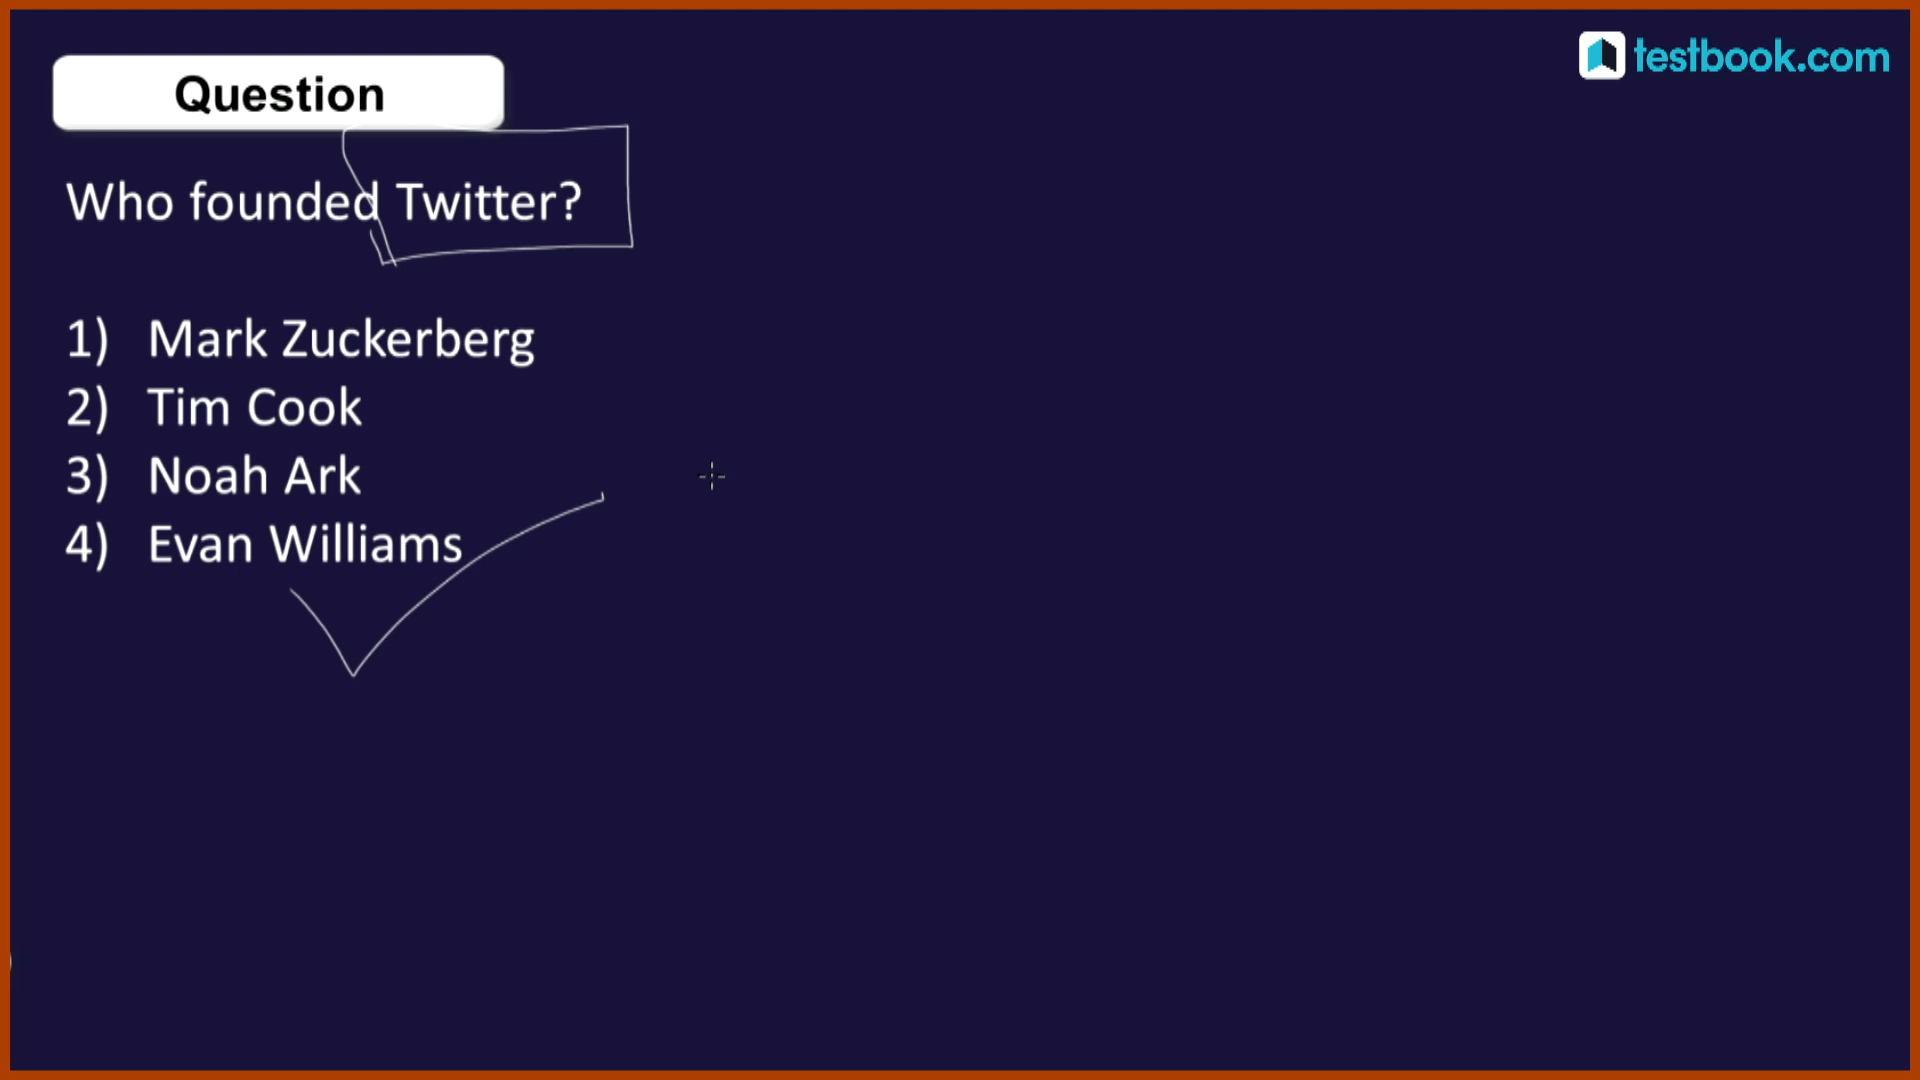 testbook.com
Question
Who founded Twitter?
1) Mark Zuckerberg
2) Tim Cook
3) Noah Ark
4) Evan Williams